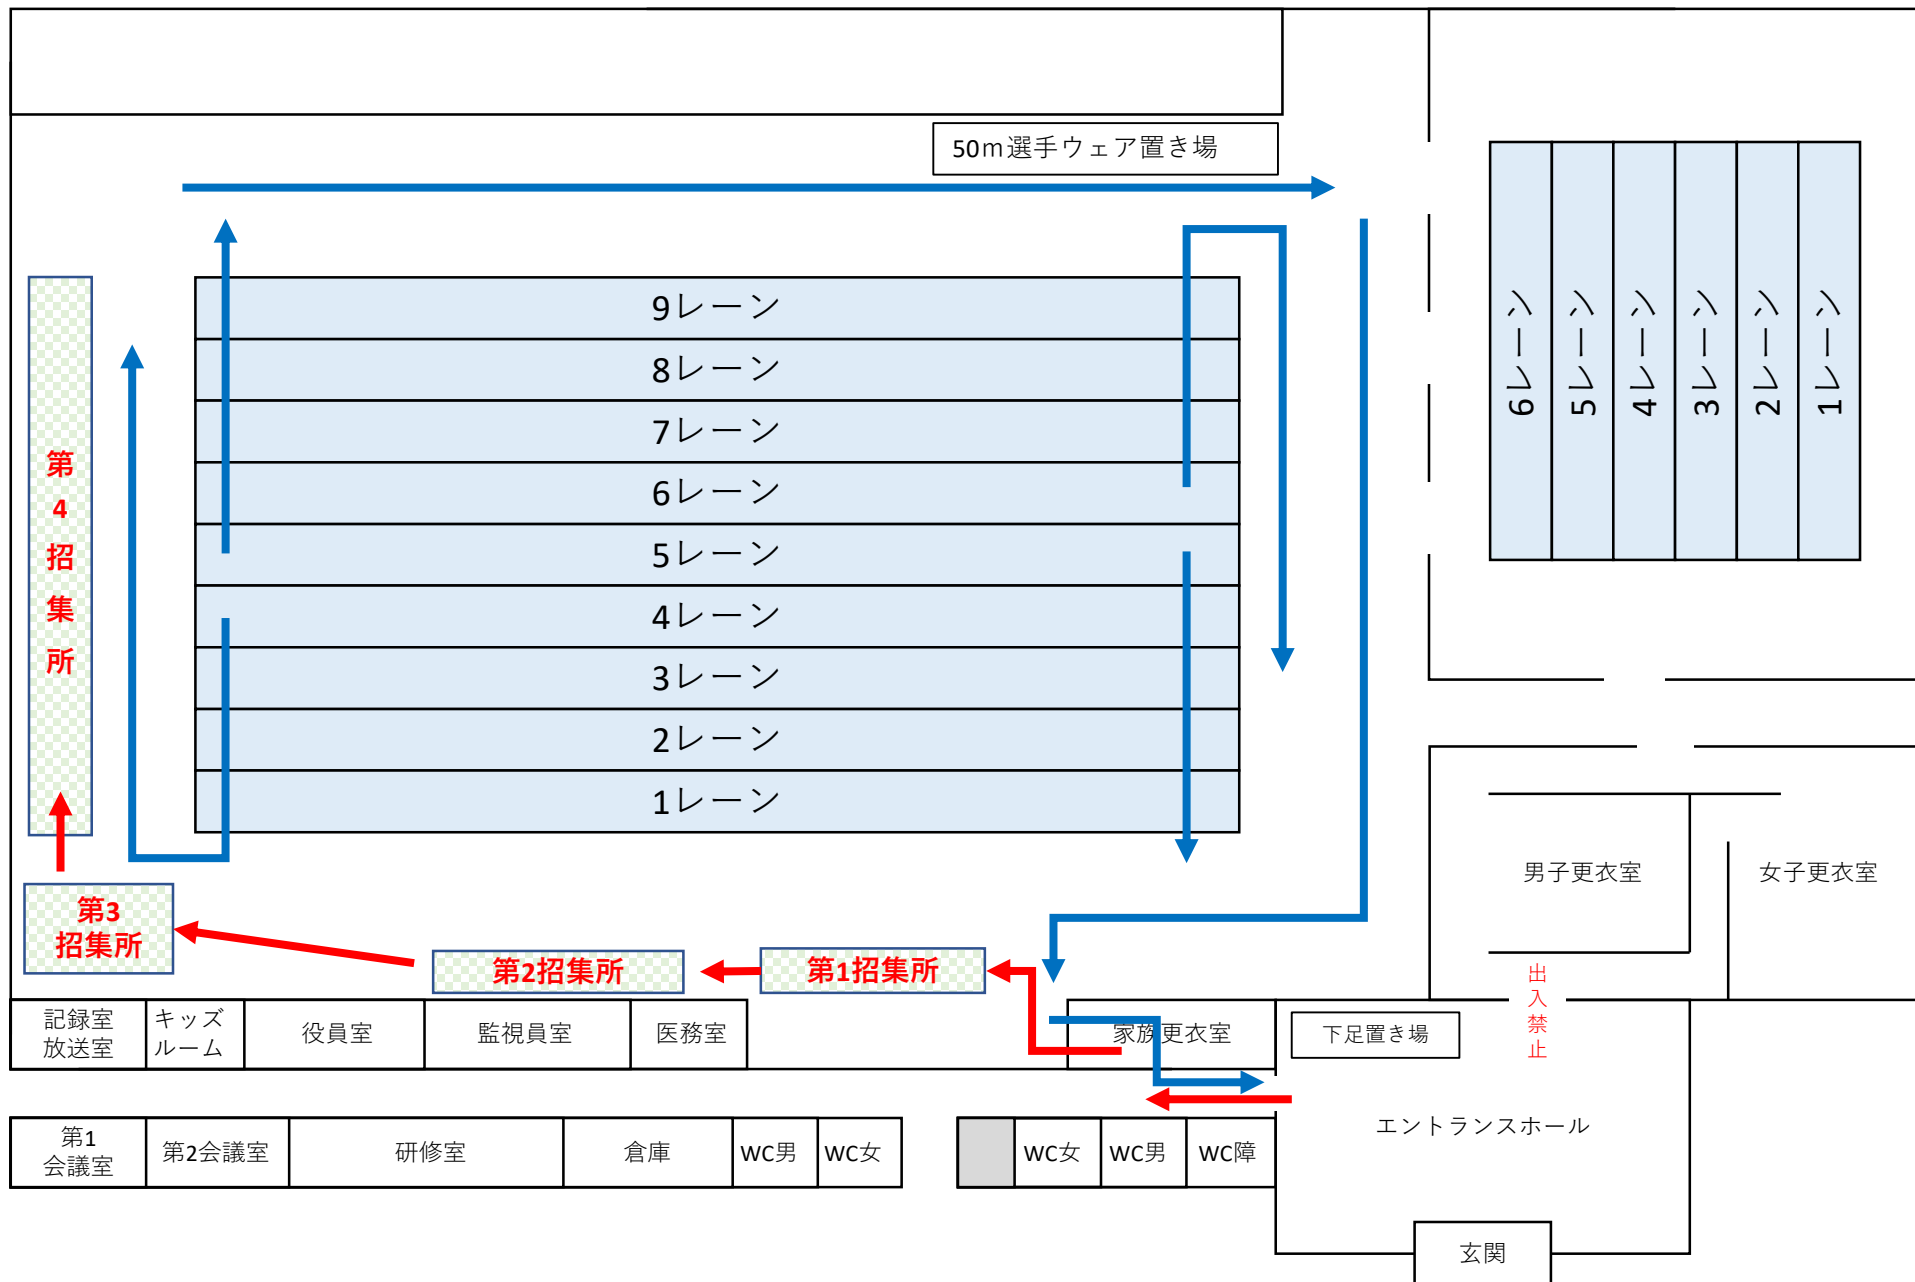 50ｍ選手ウェア置き場
9レーン
8レーン
7レーン
6レーン
5レーン
4レーン
3レーン
2レーン
1レーン
6レーン
5レーン
4レーン
3レーン
2レーン
1レーン
第4招集所
第3
招集所
第2招集所
第1招集所
男子更衣室
女子更衣室
出入禁止
記録室
放送室
キッズ
ルーム
役員室
監視員室
医務室
家族更衣室
下足置き場
エントランスホール
第1
会議室
第2会議室
研修室
倉庫
WC男
WC女
WC女
WC男
WC障
玄関